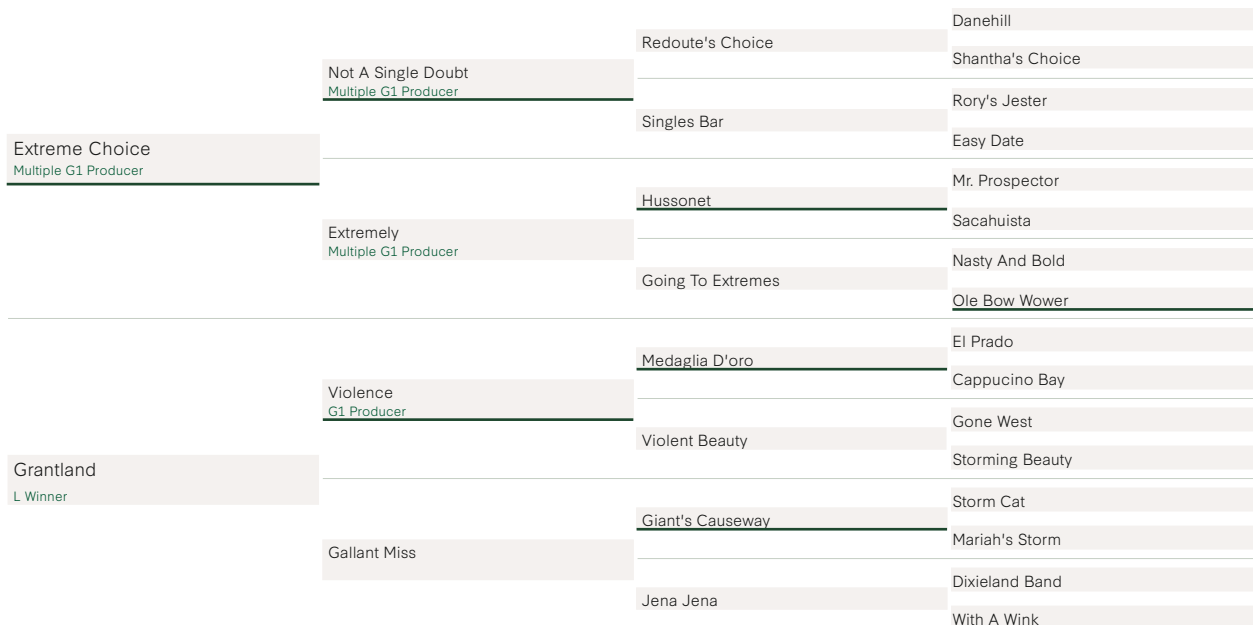 Danehill
Redoute's Choice
Shantha's Choice
Not A Single Doubt
Multiple G1 Producer
Rory's Jester
Singles Bar
Easy Date
Extreme Choice
Multiple G1 Producer
Mr. Prospector
Hussonet
Sacahuista
Extremely
Multiple G1 Producer
Nasty And Bold
Going To Extremes
Ole Bow Wower
El Prado
Medaglia D'oro
Cappucino Bay
Violence
G1 Producer
Gone West
Violent Beauty
Storming Beauty
Grantland
L Winner
Storm Cat
Giant's Causeway
Mariah's Storm
Gallant Miss
Dixieland Band
Jena Jena
With A Wink